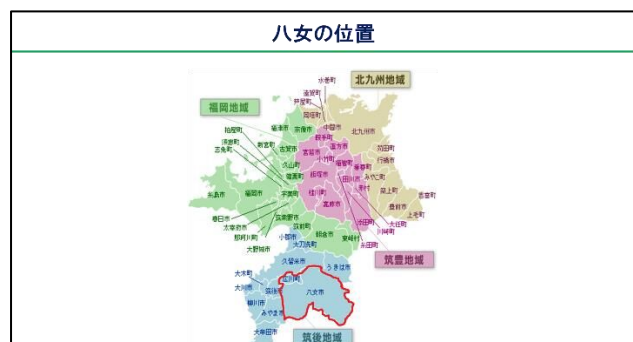 八女の位置
北九州地域
福岡地域
水巻町
遠賀町
芦屋町
岡垣町
中間市
北九州市
宗像市
福津市
鞍手町
直方市
苅田町
粕屋町
須恵町
志免町
新宮町
古賀市
宮若市
小竹町
福智町
香春町
行橋市
みやこ町
久山町
篠栗町
飯塚市
田川市
築上町
吉富町
糸島市
福岡市
宇美町
桂川町
嘉麻市
赤村
豊前市
上毛町
春日市
太宰府市
那珂川町
大野城市
筑紫野市
筑前町
添田町
大任町
川崎町
糸田町
小郡市
大刀洗町
朝倉市
東峰村
筑豊地域
久留米市
うきは市
大木町
広川町
大川市
筑後市
八女市
柳川市
みやま市
大牟田市
筑後地域